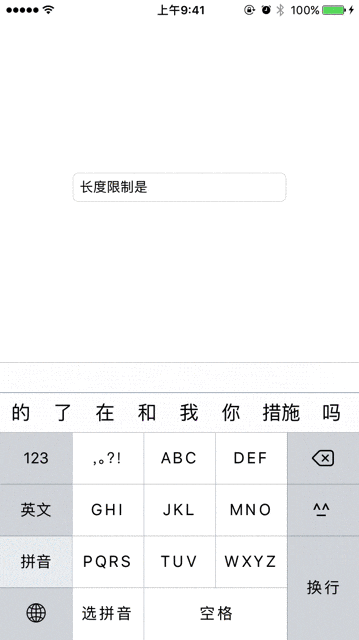 上午9:41 100%
长度限制是
的 了 在 和 我 你 措施 吗
123 ,。?! ABC DEF
英文 GHI JKL MNO ^^
拼音 PQRS TUV WXYZ 换行
选拼音 空格